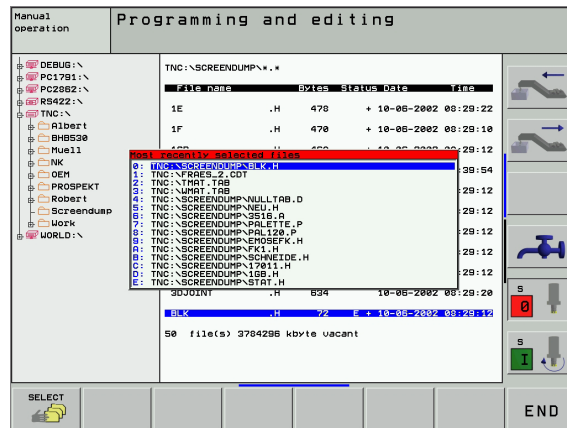 Manual
operation
Programming and editing
DEBUG:\
PC1791:\
PC2862:\
RS422:\
TNC:\
Albert
BHB530
Muell
NK
OEM
PROSPEKT
Robert
Screendump
Work
WORLD:\
TNC:\SCREENDUMP\*.*
File name Bytes Status Date Time
1E .H 478 + 10-06-2002 08:29:22
1F .H 470 + 10-06-2002 08:29:10
Most recently selected files
0: TNC:\SCREENDUMP\BLK.H
1: TNC:\FRAES_2.CDT
2: TNC:\TMAT.TAB
3: TNC:\WMAT.TAB
4: TNC:\SCREENDUMP\NULLTAB.D
5: TNC:\SCREENDUMP\NEU.H
6: TNC:\SCREENDUMP\3516.A
7: TNC:\SCREENDUMP\PALETTE.P
8: TNC:\SCREENDUMP\PAL120.P
9: TNC:\SCREENDUMP\EMOSEFK.H
A: TNC:\SCREENDUMP\FK1.H
B: TNC:\SCREENDUMP\SCHNEIDE.H
C: TNC:\SCREENDUMP\17011.H
D: TNC:\SCREENDUMP\1GB.H
E: TNC:\SCREENDUMP\STAT.H
:29:12
39:54
:29:12
:29:12
:29:12
:29:12
:29:12
3DJOINT .H 634 10-06-2002 08:29:20
BLK .H 72 E + 10-06-2002 08:29:12
50 file(s) 3784296 kbyte vacant
S
0
S
I
SELECT
END